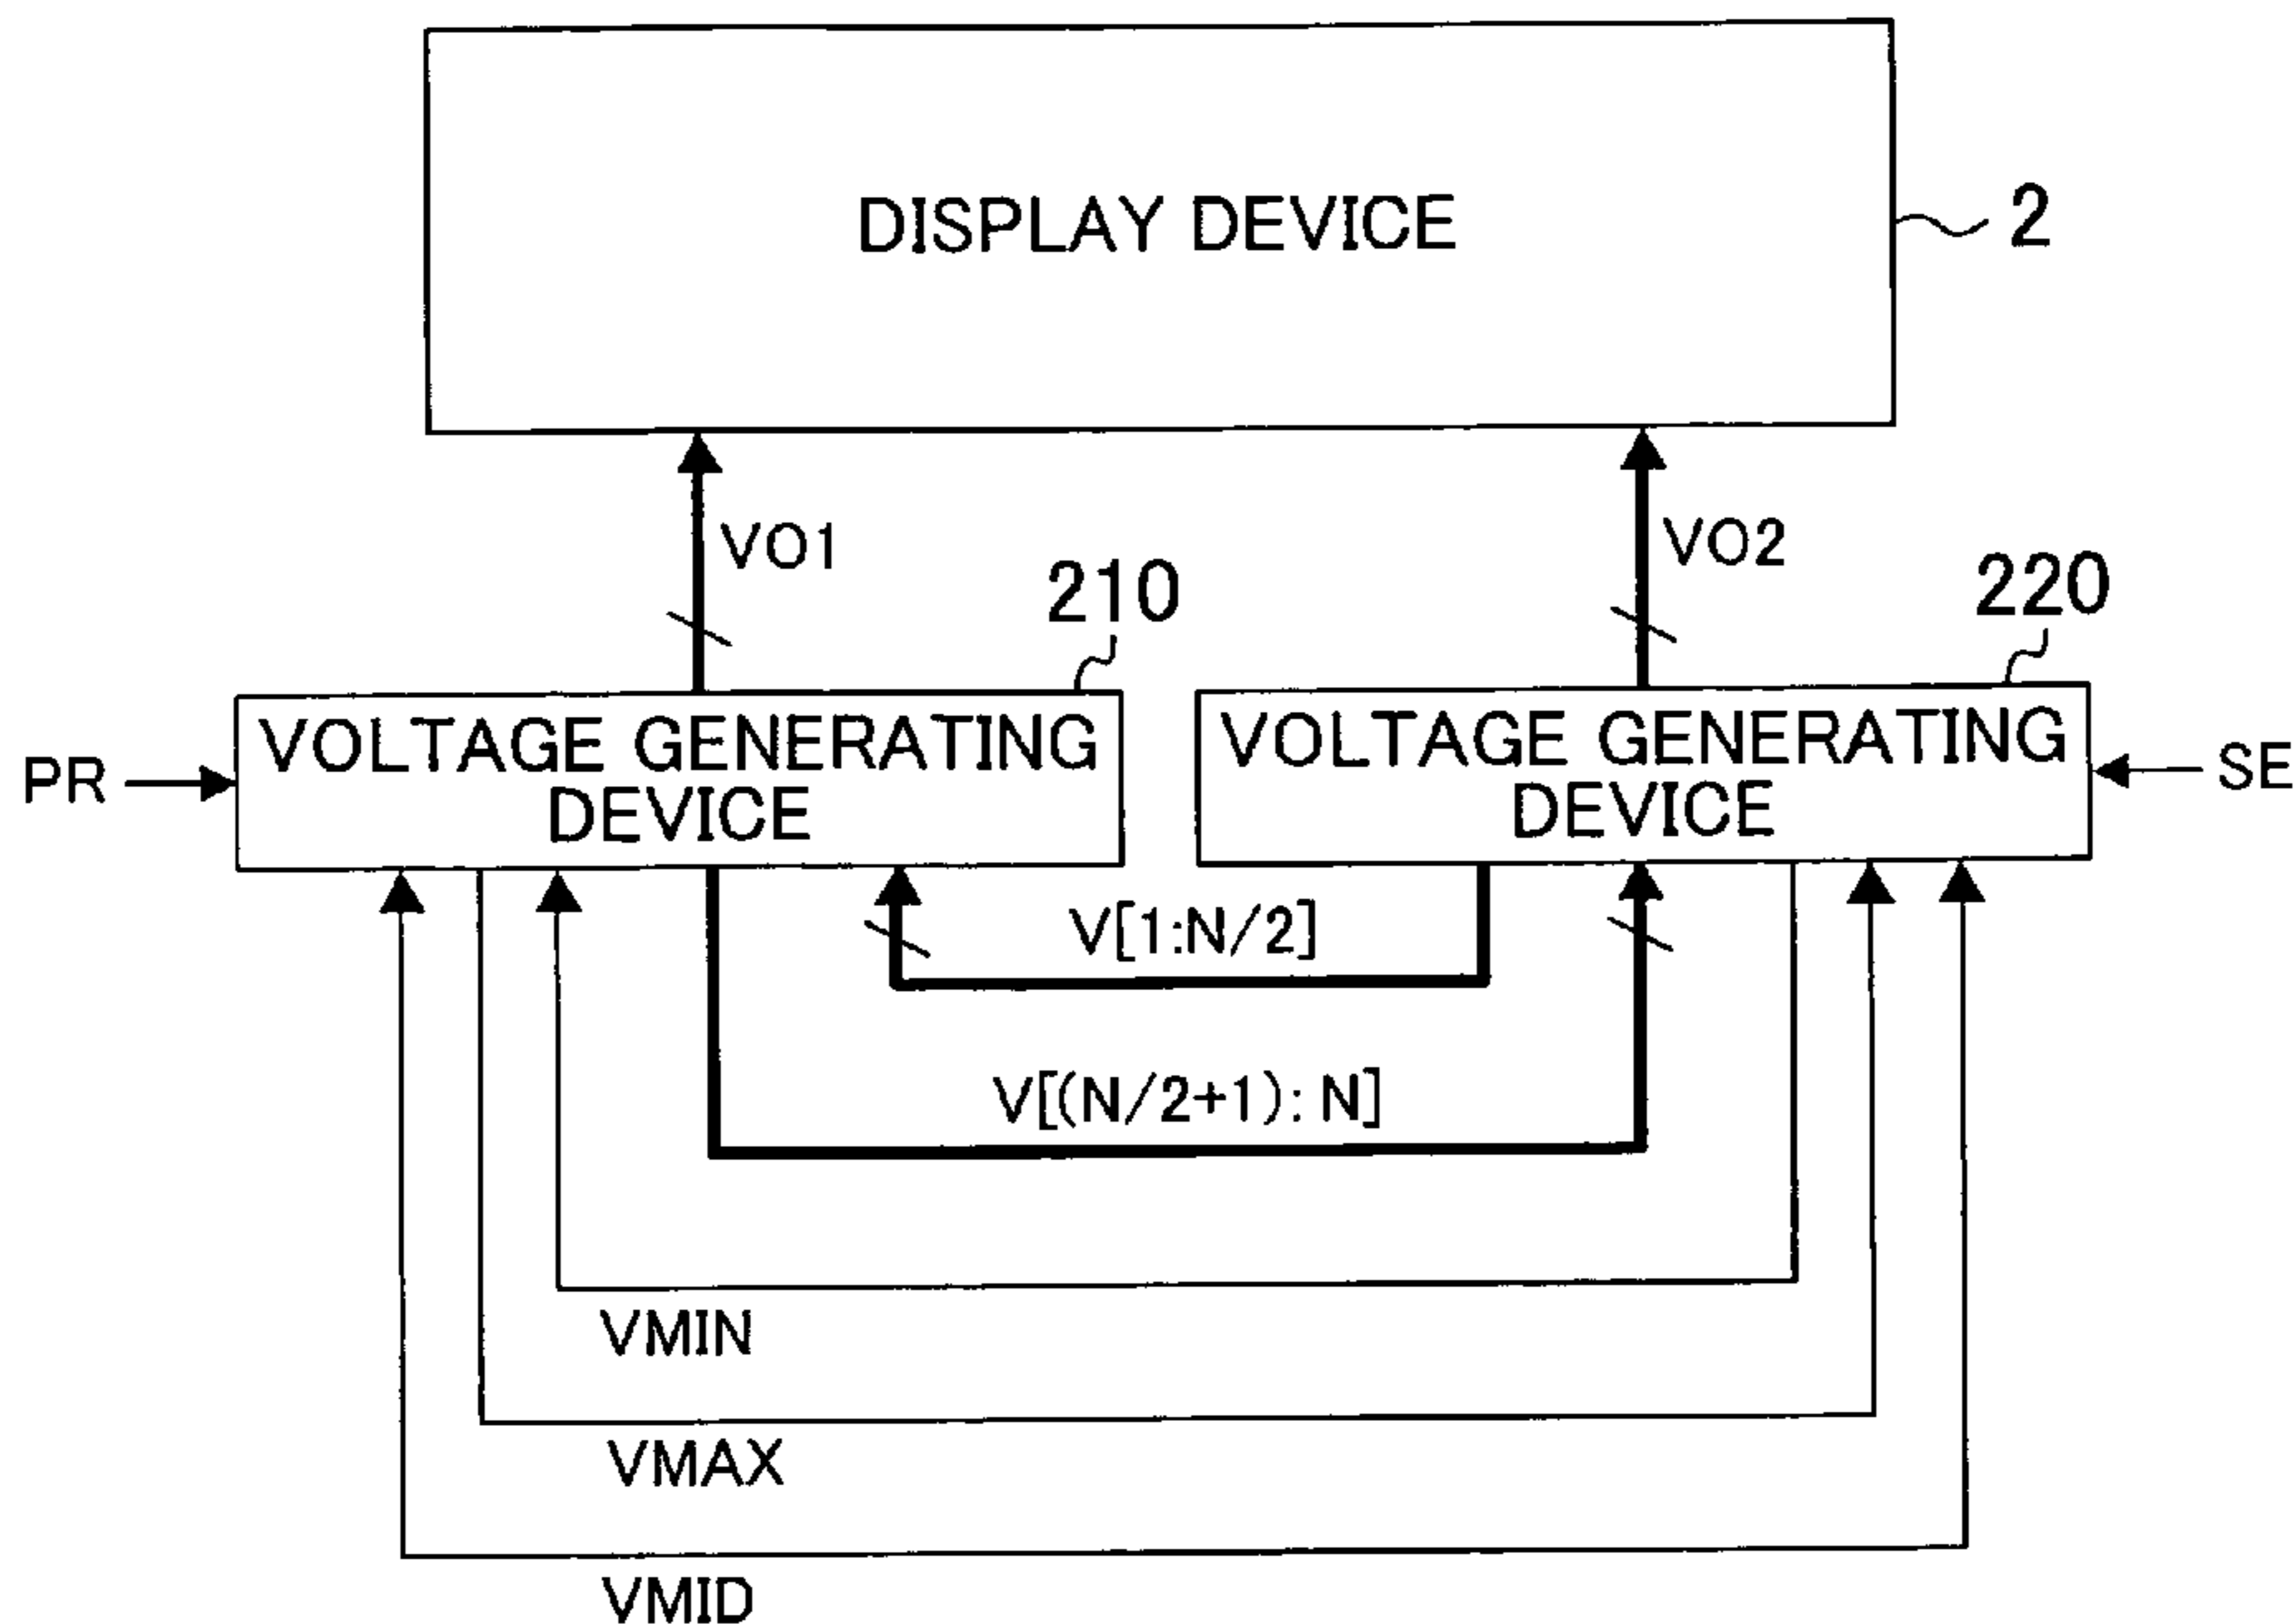 DISPLAY DEVICE
2
VO1
VO2
210
220
PR
VOLTAGE GENERATING
DEVICE
VOLTAGE GENERATING
DEVICE
SE
V[1:N/2]
V[(N/2+1): N]
VMIN
VMAX
VMID